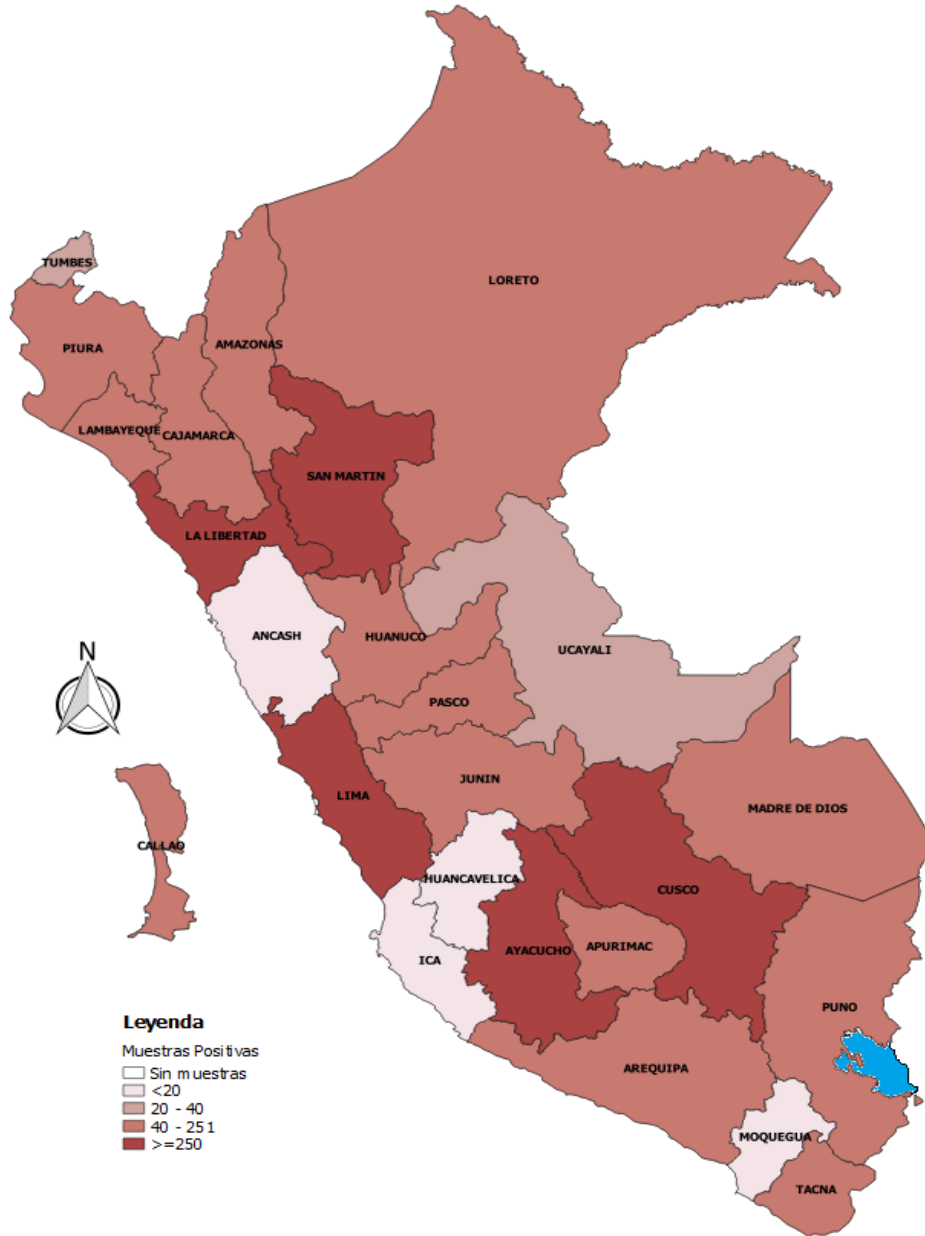 LORETO
TUMBES
AMAZONAS
PIURA
LAMBAYEQUE
CAJAMARCA
SAN MARTIN
LA LIBERTAD
ANCASH
HUANUCO
UCAYALI
N
PASCO
JUNIN
LIMA
MADRE DE DIOS
CALLAO
HUANCAVELICA
CUSCO
AYACUCHO
APURIMAC
ICA
PUNO
AREQUIPA
MOQUEGUA
TACNA
Leyenda
Muestras Positivas
Sin muestras
<20
20 - 40
40 - 251
>=250